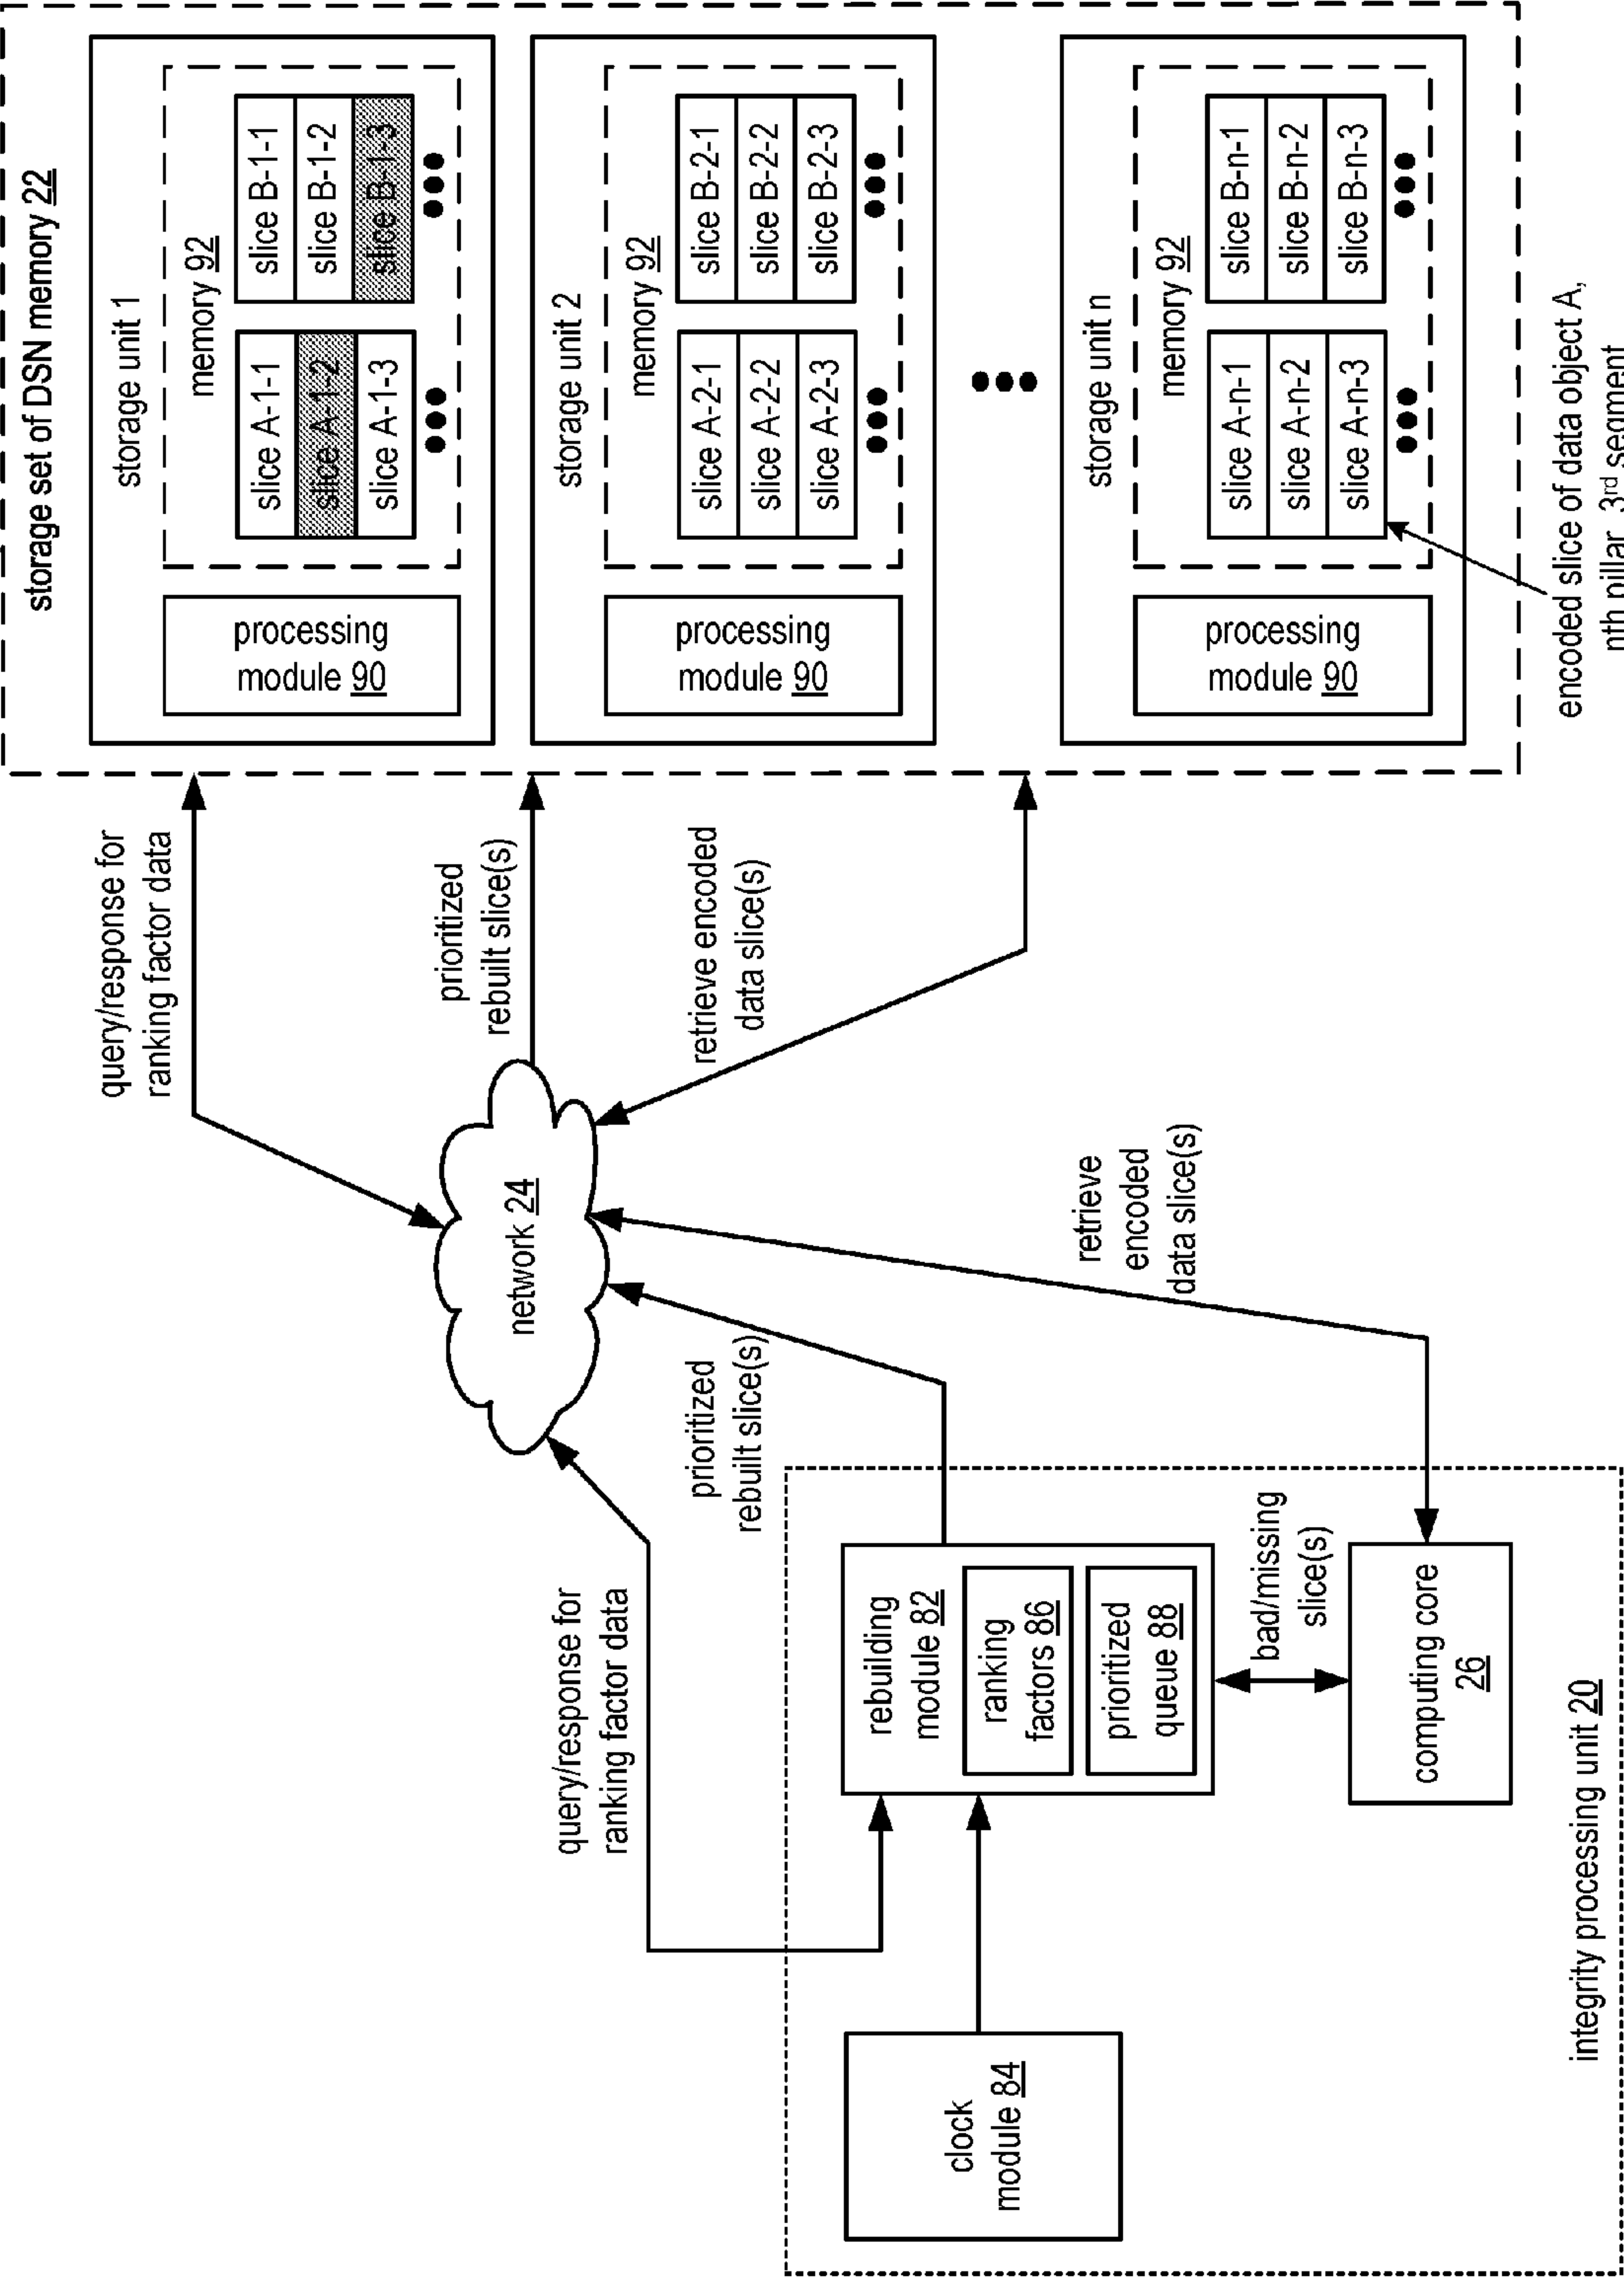 storage set of DSN memory 22
storage unit 1
processing
module 90
memory 92
slice A-1-1
slice A-1-2
slice A-1-3
slice B-1-1
slice B-1-2
slice B-1-3
storage unit 2
processing
module 90
memory 92
slice A-2-1
slice A-2-2
slice A-2-3
slice B-2-1
slice B-2-2
slice B-2-3
storage unit n
processing
module 90
memory 92
slice A-n-1
slice A-n-2
slice A-n-3
slice B-n-1
slice B-n-2
slice B-n-3
encoded slice of data object A,
nth pillar, 3rd segment
query/response for
ranking factor data
prioritized
rebuilt slice(s)
retrieve encoded
data slice(s)
network 24
query/response for
ranking factor data
prioritized
rebuilt slice(s)
retrieve
encoded
data slice(s)
clock
module 84
rebuilding
module 82
ranking
factors 86
prioritized
queue 88
bad/missing
slice(s)
computing core
26
integrity processing unit 20